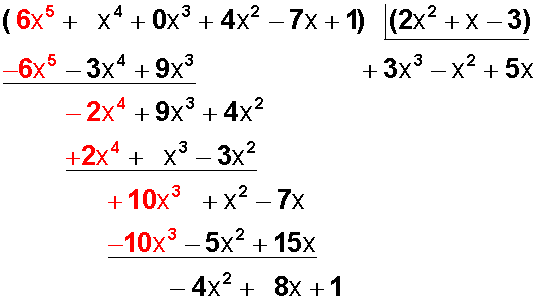 ( 6x⁵ + x⁴ + 0x³ + 4x² − 7x + 1) (2x² + x − 3)
−6x⁵ − 3x⁴ + 9x³ + 3x³ − x² + 5x
− 2x⁴ + 9x³ + 4x²
+2x⁴ + x³ − 3x²
+ 10x³ + x² − 7x
−10x³ − 5x² + 15x
− 4x² + 8x + 1